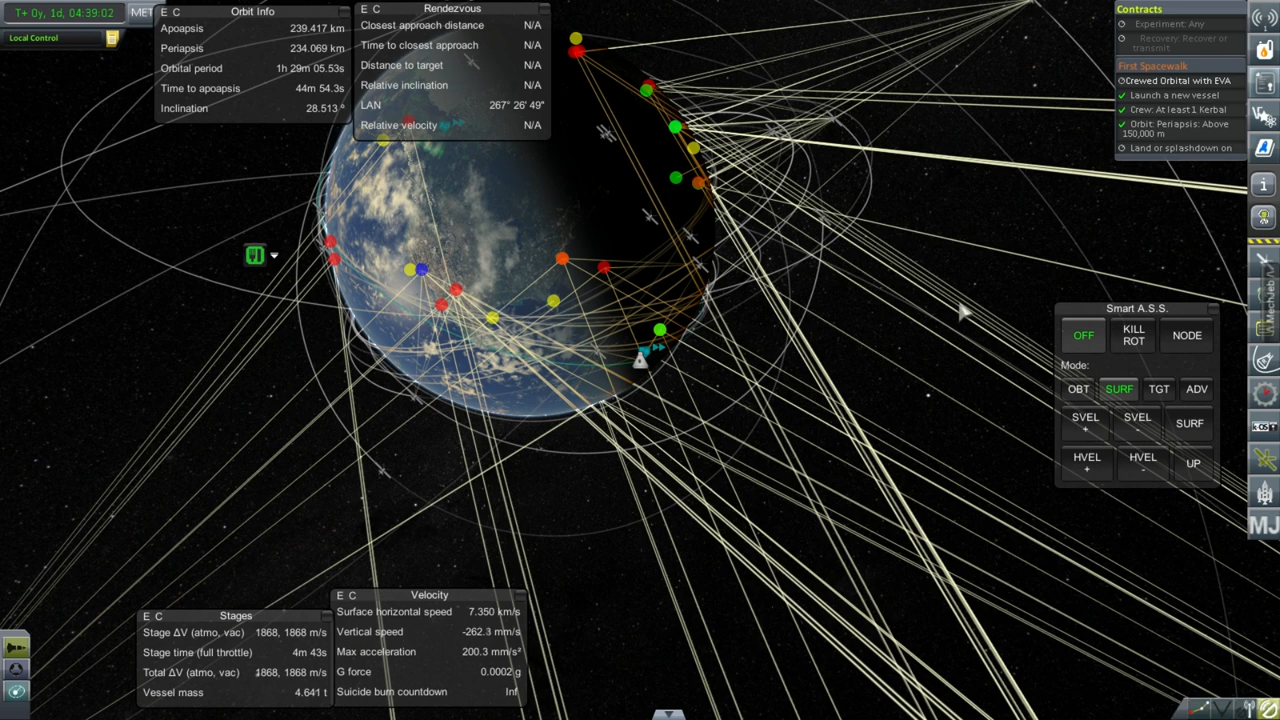 T+ 0y, 1d, 04:39:02 MET
Local Control
E C Orbit Info
Apoapsis 239.417 km
Periapsis 234.069 km
Orbital period 1h 29m 05.53s
Time to apoapsis 44m 54.3s
Inclination 28.513 º
E C Rendezvous
Closest approach distance N/A
Time to closest approach N/A
Distance to target N/A
Relative inclination N/A
LAN 267° 26' 49"
Relative velocity N/A
Contracts
Experiment: Any
Recovery: Recover or
transmit
First Spacewalk
Crewed Orbital with EVA
Launch a new vessel
Crew: At least 1 Kerbal
Orbit: Periapsis: Above
150,000 m
Land or splashdown on
MechJeb
Smart A.S.S.
OFF
KILL
ROT
NODE
Mode:
OBT SURF TGT ADV
SVEL
+
SVEL
-
SURF
HVEL
+
HVEL
-
UP
kOS
MJ
E C Stages
Stage ΔV (atmo, vac) 1868, 1868 m/s
Stage time (full throttle) 4m 43s
Total ΔV (atmo, vac) 1868, 1868 m/s
Vessel mass 4.641 t
E C Velocity
Surface horizontal speed 7.350 km/s
Vertical speed -262.3 mm/s
Max acceleration 200.3 mm/s²
G force 0.0002 g
Suicide burn countdown Inf